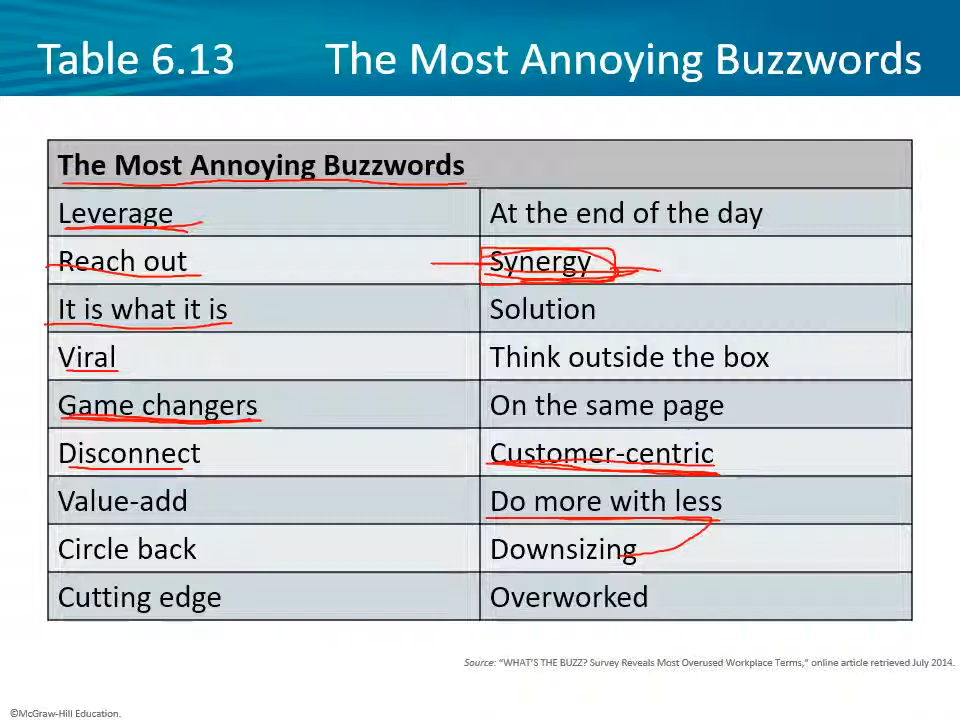 Table 6.13 The Most Annoying Buzzwords
The Most Annoying Buzzwords
Leverage At the end of the day
Reach out Synergy
It is what it is Solution
Viral Think outside the box
Game changers On the same page
Disconnect Customer-centric
Value-add Do more with less
Circle back Downsizing
Cutting edge Overworked
Source: "WHAT'S THE BUZZ? Survey Reveals Most Overused Workplace Terms," online article retrieved July 2014.
©McGraw-Hill Education.